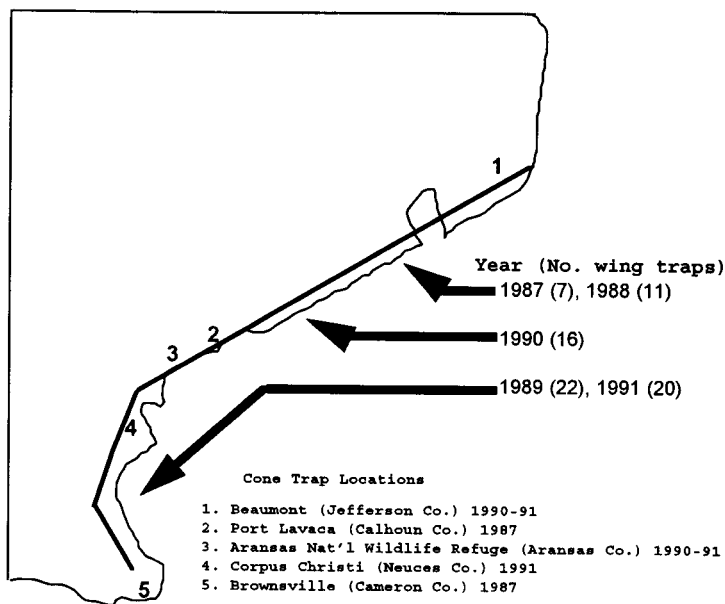 1
Year (No. wing traps)
1987 (7), 1988 (11)
2
1990 (16)
3
1989 (22), 1991 (20)
4
Cone Trap Locations
1. Beaumont (Jefferson Co.) 1990-91
2. Port Lavaca (Calhoun Co.) 1987
3. Aransas Nat'l Wildlife Refuge (Aransas Co.) 1990-91
4. Corpus Christi (Neuces Co.) 1991
5. Brownsville (Cameron Co.) 1987
5